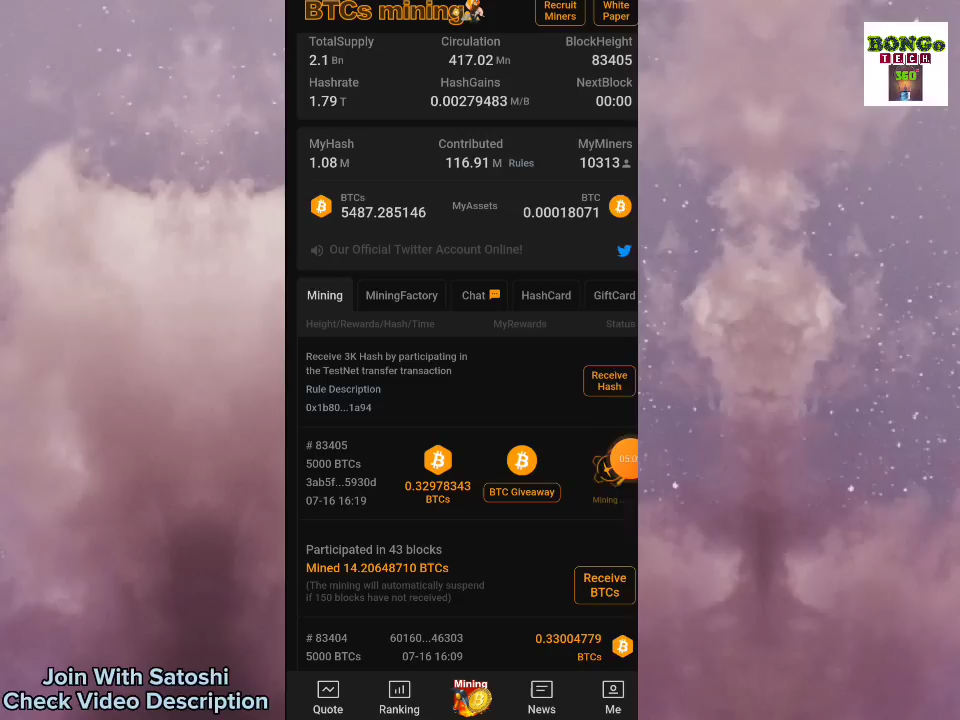 BTCs mining
Recruit Miners
White Paper
TotalSupply Circulation BlockHeight
2.1 Bn 417.02 Mn 83405
Hashrate HashGains NextBlock
1.79 T 0.00279483 M/B 00:00
MyHash Contributed MyMiners
1.08 M 116.91 M Rules 10313
BTCs MyAssets BTC
5487.285146 0.00018071
Our Official Twitter Account Online!
Mining MiningFactory Chat HashCard GiftCard
Height/Rewards/Hash/Time MyRewards Status
Receive 3K Hash by participating in
the TestNet transfer transaction
Rule Description
0x1b80...1a94
Receive
Hash
# 83405
5000 BTCs
3ab5f...5930d
07-16 16:19
0.32978343
BTCs
BTC Giveaway
05:0
Mining...
Participated in 43 blocks
Mined 14.20648710 BTCs
(The mining will automatically suspend
if 150 blocks have not received)
Receive
BTCs
# 83404 60160...46303 0.33004779
5000 BTCs 07-16 16:09 BTCs
Mining
Quote Ranking News Me
BONGo
TECH
360°
Join With Satoshi
Check Video Description